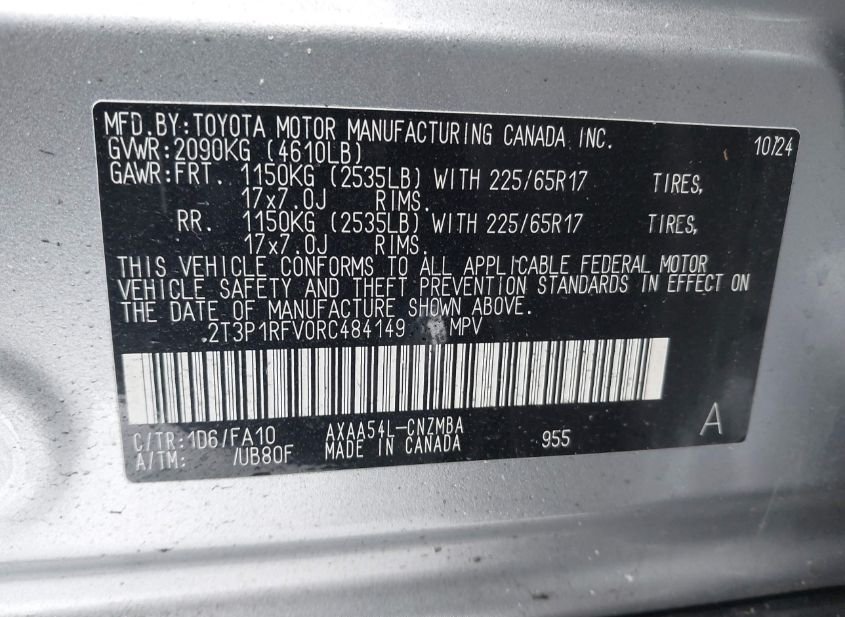 MFD.BY:TOYOTA MOTOR MANUFACTURING CANADA INC. 10/24
GVWR:2090KG (4610LB)
GAWR:FRT. 1150KG (2535LB) WITH 225/65R17 TIRES,
17x7.0J RIMS.
RR. 1150KG (2535LB) WITH 225/65R17 TIRES,
17x7.0J RIMS.
THIS VEHICLE CONFORMS TO ALL APPLICABLE FEDERAL MOTOR
VEHICLE SAFETY AND THEFT PREVENTION STANDARDS IN EFFECT ON
THE DATE OF MANUFACTURE SHOWN ABOVE.
2T3P1RFV0RC484149 MPV
C/TR:1D6/FA10 AXAA54L-CNZMBA 955 A
A/TM: /UB80F MADE IN CANADA